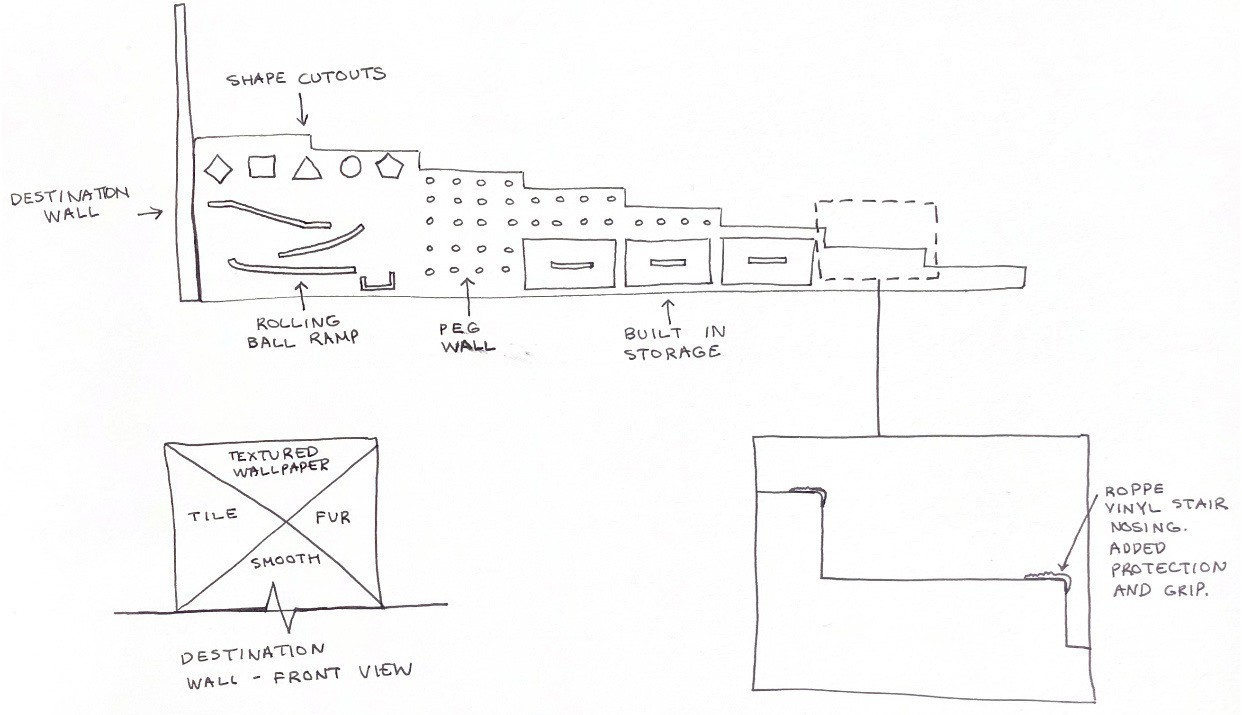 SHAPE CUTOUTS
DESTINATION
WALL
ROLLING
BALL RAMP
PEG
WALL
BUILT IN
STORAGE
TEXTURED
WALLPAPER
TILE
FUR
SMOOTH
DESTINATION
WALL - FRONT VIEW
ROPPE
VINYL STAIR
NOSING.
ADDED
PROTECTION
AND GRIP.